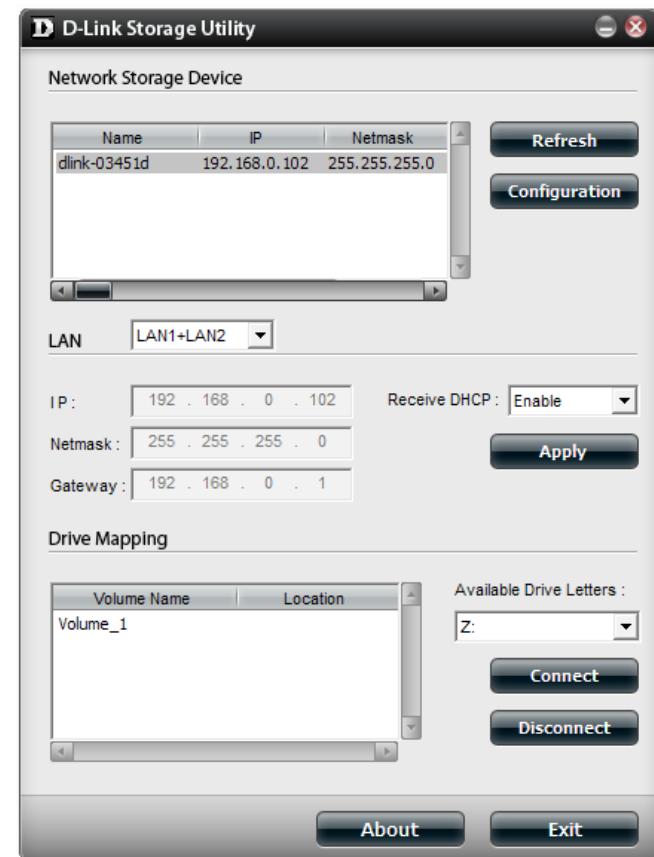 D D-Link Storage Utility
Network Storage Device
Name IP Netmask
dlink-03451d 192.168.0.102 255.255.255.0
Refresh
Configuration
LAN LAN1+LAN2
IP: 192 . 168 . 0 . 102 Receive DHCP : Enable
Netmask : 255 . 255 . 255 . 0
Apply
Gateway : 192 . 168 . 0 . 1
Drive Mapping
Volume Name Location
Volume_1
Available Drive Letters :
Z:
Connect
Disconnect
About Exit